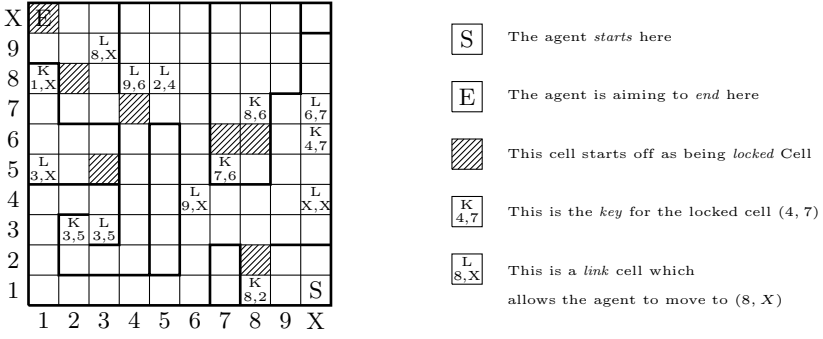 X E
9 L
8,X
8 K
1,X L
9,6 L
2,4
7 K
8,6 L
6,7
6 K
4,7
5 L
3,X K
7,6
4 L
9,X L
X,X
3 K
3,5 L
3,5
2
1 K
8,2 S
1 2 3 4 5 6 7 8 9 X
S The agent starts here
E The agent is aiming to end here
This cell starts off as being locked Cell
K
4,7 This is the key for the locked cell (4, 7)
L
8,X This is a link cell which
allows the agent to move to (8, X)